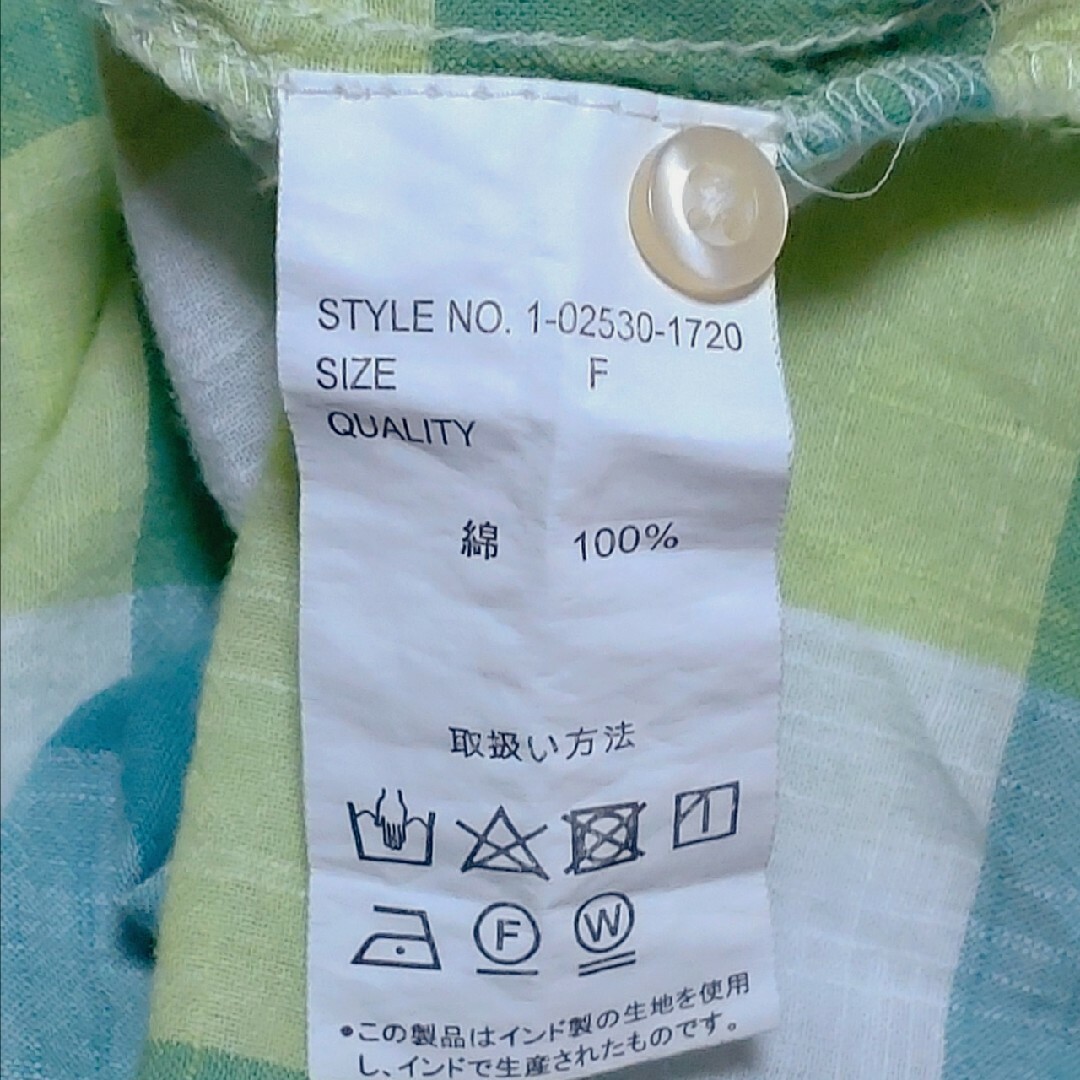 STYLE NO. 1-02530-1720
SIZE F
QUALITY
綿 100%
取扱い方法
F W
•この製品はインド製の生地を使用
し、インドで生産されたものです。